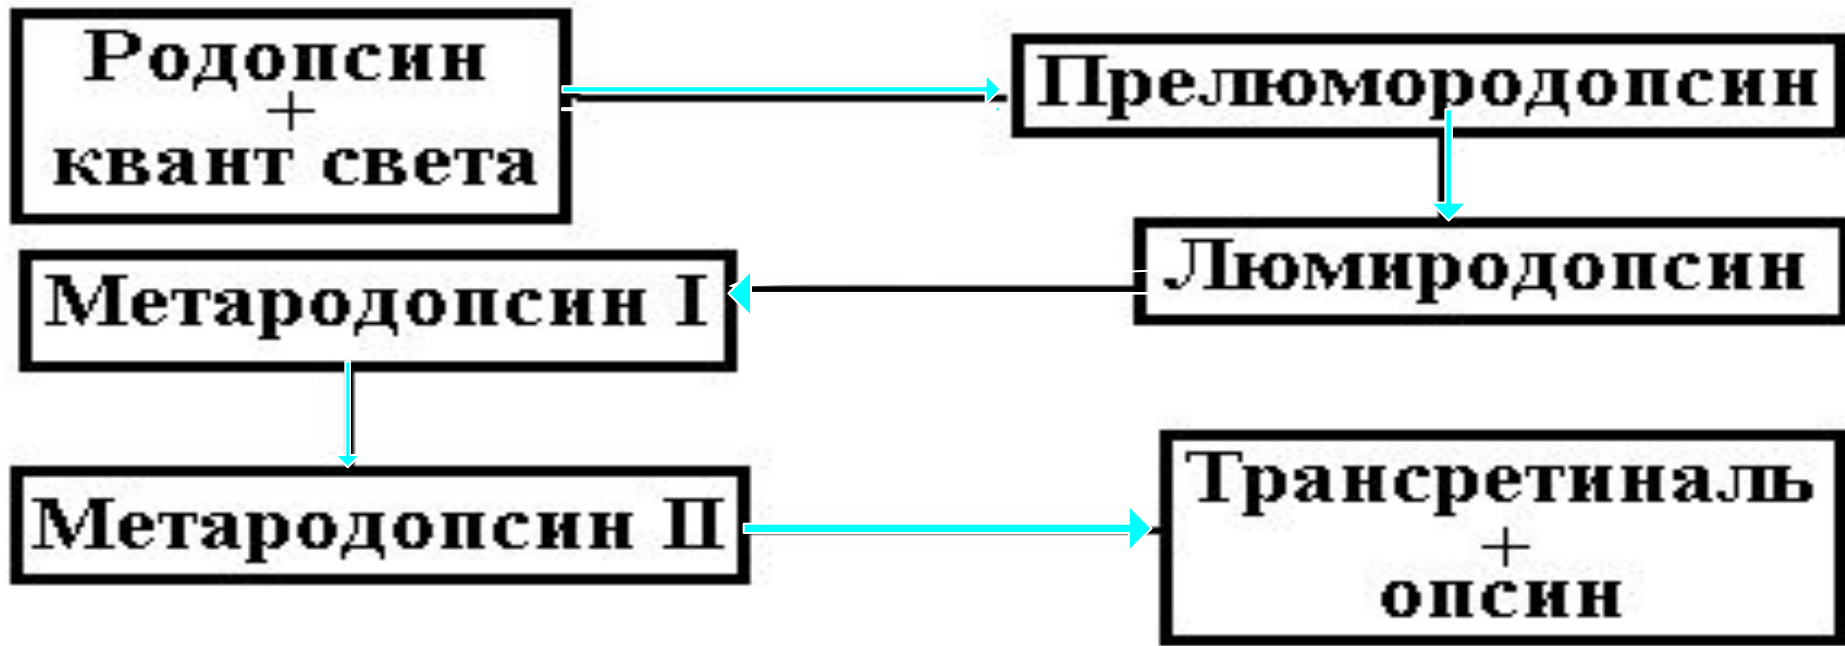 Родопсин
+
квант света
Прелюмородопсин
Люмиродопсин
Метародопсин I
Метародопсин II
Трансретиналь
+
опсин